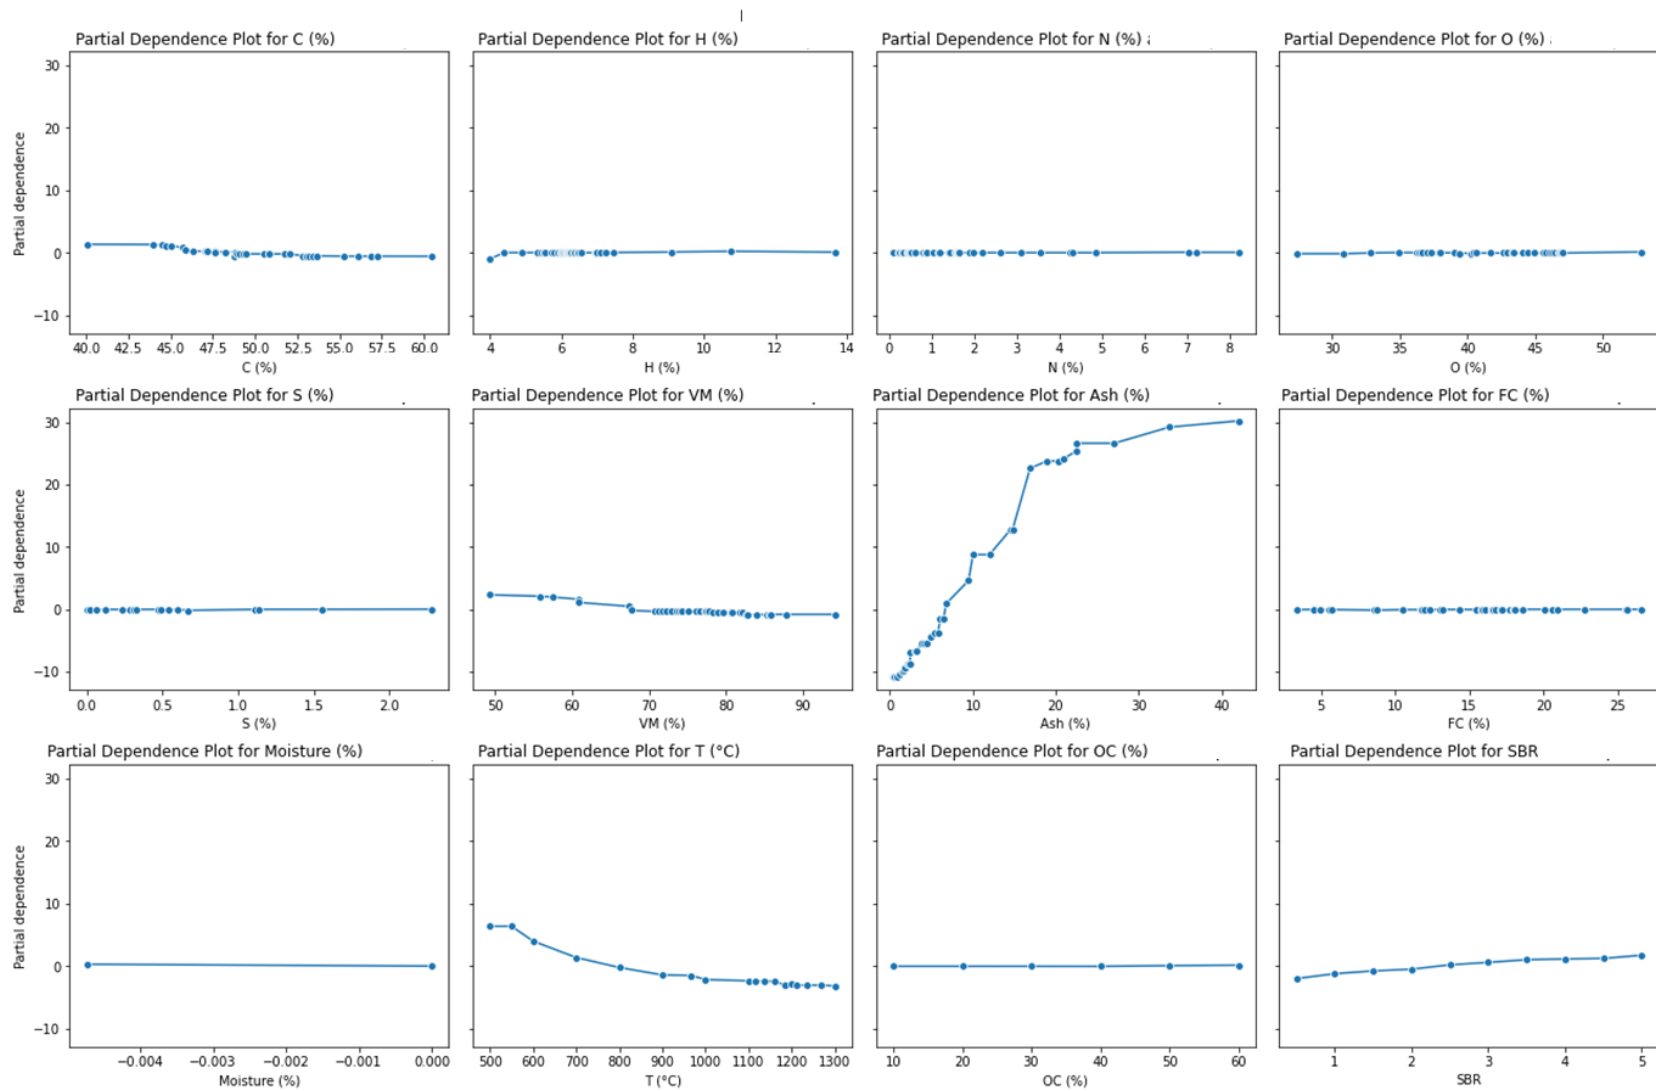 Partial Dependence Plot for C (%)
Partial dependence
30
20
10
0
−10
40.0 42.5 45.0 47.5 50.0 52.5 55.0 57.5 60.0
C (%)
Partial Dependence Plot for H (%)
4 6 8 10 12 14
H (%)
Partial Dependence Plot for N (%)
0 1 2 3 4 5 6 7 8
N (%)
Partial Dependence Plot for O (%)
30 35 40 45 50
O (%)
Partial Dependence Plot for S (%)
Partial dependence
30
20
10
0
−10
0.0 0.5 1.0 1.5 2.0
S (%)
Partial Dependence Plot for VM (%)
50 60 70 80 90
VM (%)
Partial Dependence Plot for Ash (%)
0 10 20 30 40
Ash (%)
Partial Dependence Plot for FC (%)
5 10 15 20 25
FC (%)
Partial Dependence Plot for Moisture (%)
Partial dependence
30
20
10
0
−10
−0.004 −0.003 −0.002 −0.001 0.000
Moisture (%)
Partial Dependence Plot for T (°C)
500 600 700 800 900 1000 1100 1200 1300
T (°C)
Partial Dependence Plot for OC (%)
10 20 30 40 50 60
OC (%)
Partial Dependence Plot for SBR
1 2 3 4 5
SBR